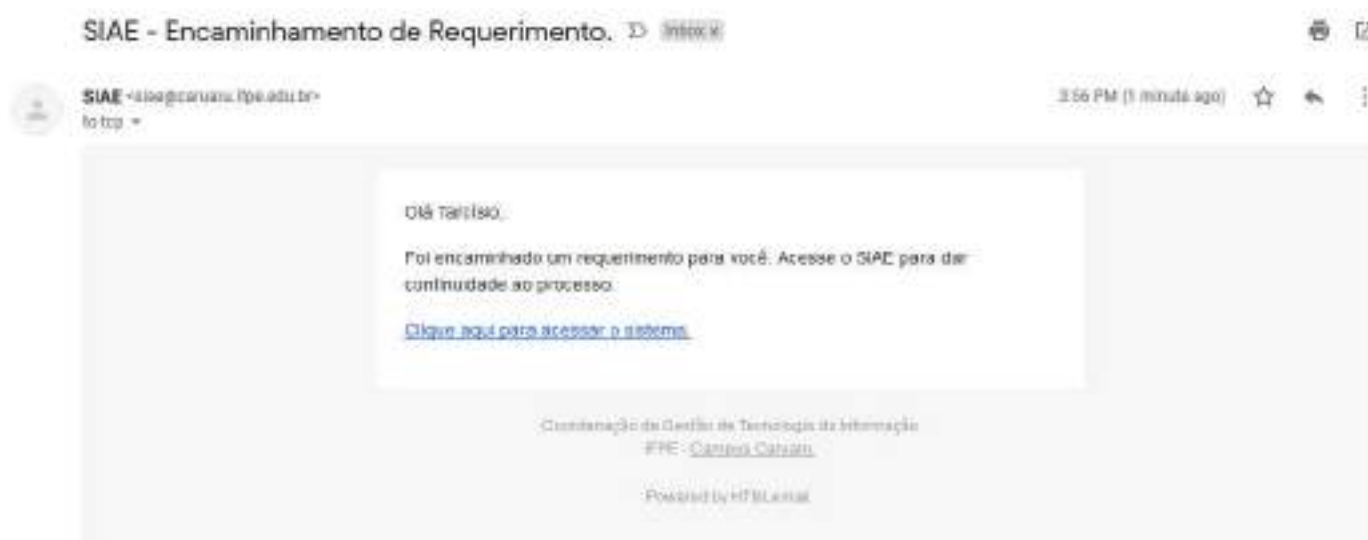 SIAE - Encaminhamento de Requerimento.
Inbox x
SIAE <siae@caruaru.ifpe.edu.br>
3:56 PM (1 minute ago)
to tcp
Olá Tarcísio,
Foi encaminhado um requerimento para você. Acesse o SIAE para dar
continuidade ao processo.
Clique aqui para acessar o sistema.
Coordenação de Gestão de Tecnologia da Informação
IFPE - Campus Caruaru.
Powered by